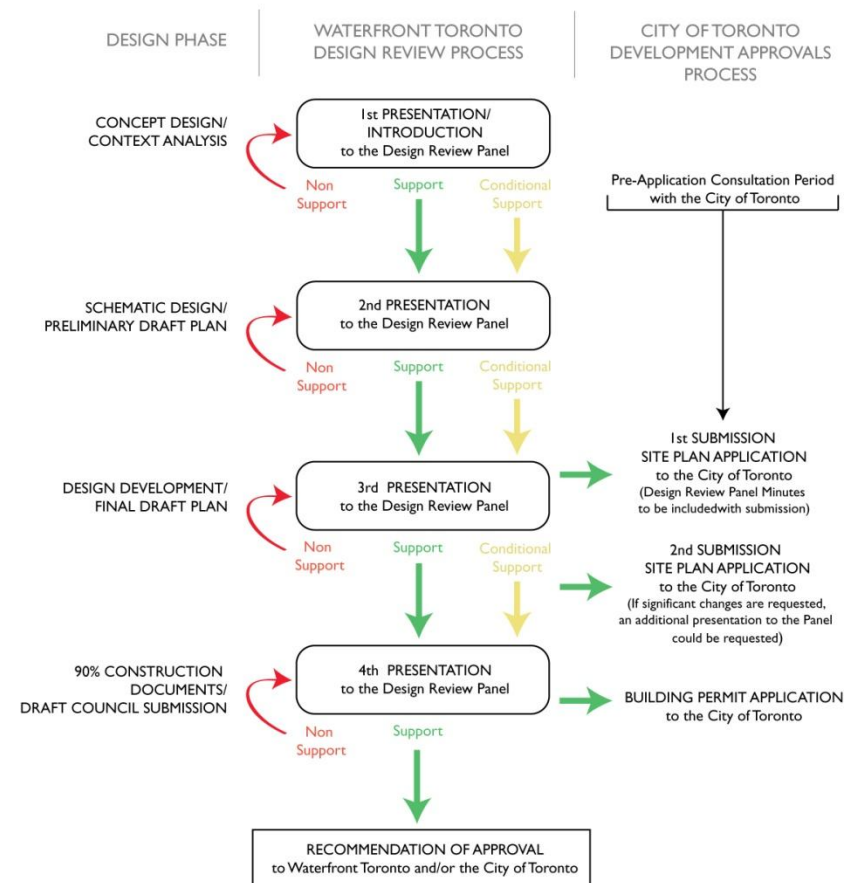 DESIGN PHASE
WATERFRONT TORONTO
DESIGN REVIEW PROCESS
CITY OF TORONTO
DEVELOPMENT APPROVALS
PROCESS
CONCEPT DESIGN/
CONTEXT ANALYSIS
1st PRESENTATION/
INTRODUCTION
to the Design Review Panel
Non
Support
Support
Conditional
Support
Pre-Application Consultation Period
with the City of Toronto
SCHEMATIC DESIGN/
PRELIMINARY DRAFT PLAN
2nd PRESENTATION
to the Design Review Panel
Non
Support
Support
Conditional
Support
DESIGN DEVELOPMENT/
FINAL DRAFT PLAN
3rd PRESENTATION
to the Design Review Panel
1st SUBMISSION
SITE PLAN APPLICATION
to the City of Toronto
(Design Review Panel Minutes
to be includedwith submission)
Non
Support
Support
Conditional
Support
2nd SUBMISSION
SITE PLAN APPLICATION
to the City of Toronto
(If significant changes are requested,
an additional presentation to the Panel
could be requested)
90% CONSTRUCTION
DOCUMENTS/
DRAFT COUNCIL SUBMISSION
4th PRESENTATION
to the Design Review Panel
BUILDING PERMIT APPLICATION
to the City of Toronto
Non
Support
Support
RECOMMENDATION OF APPROVAL
to Waterfront Toronto and/or the City of Toronto